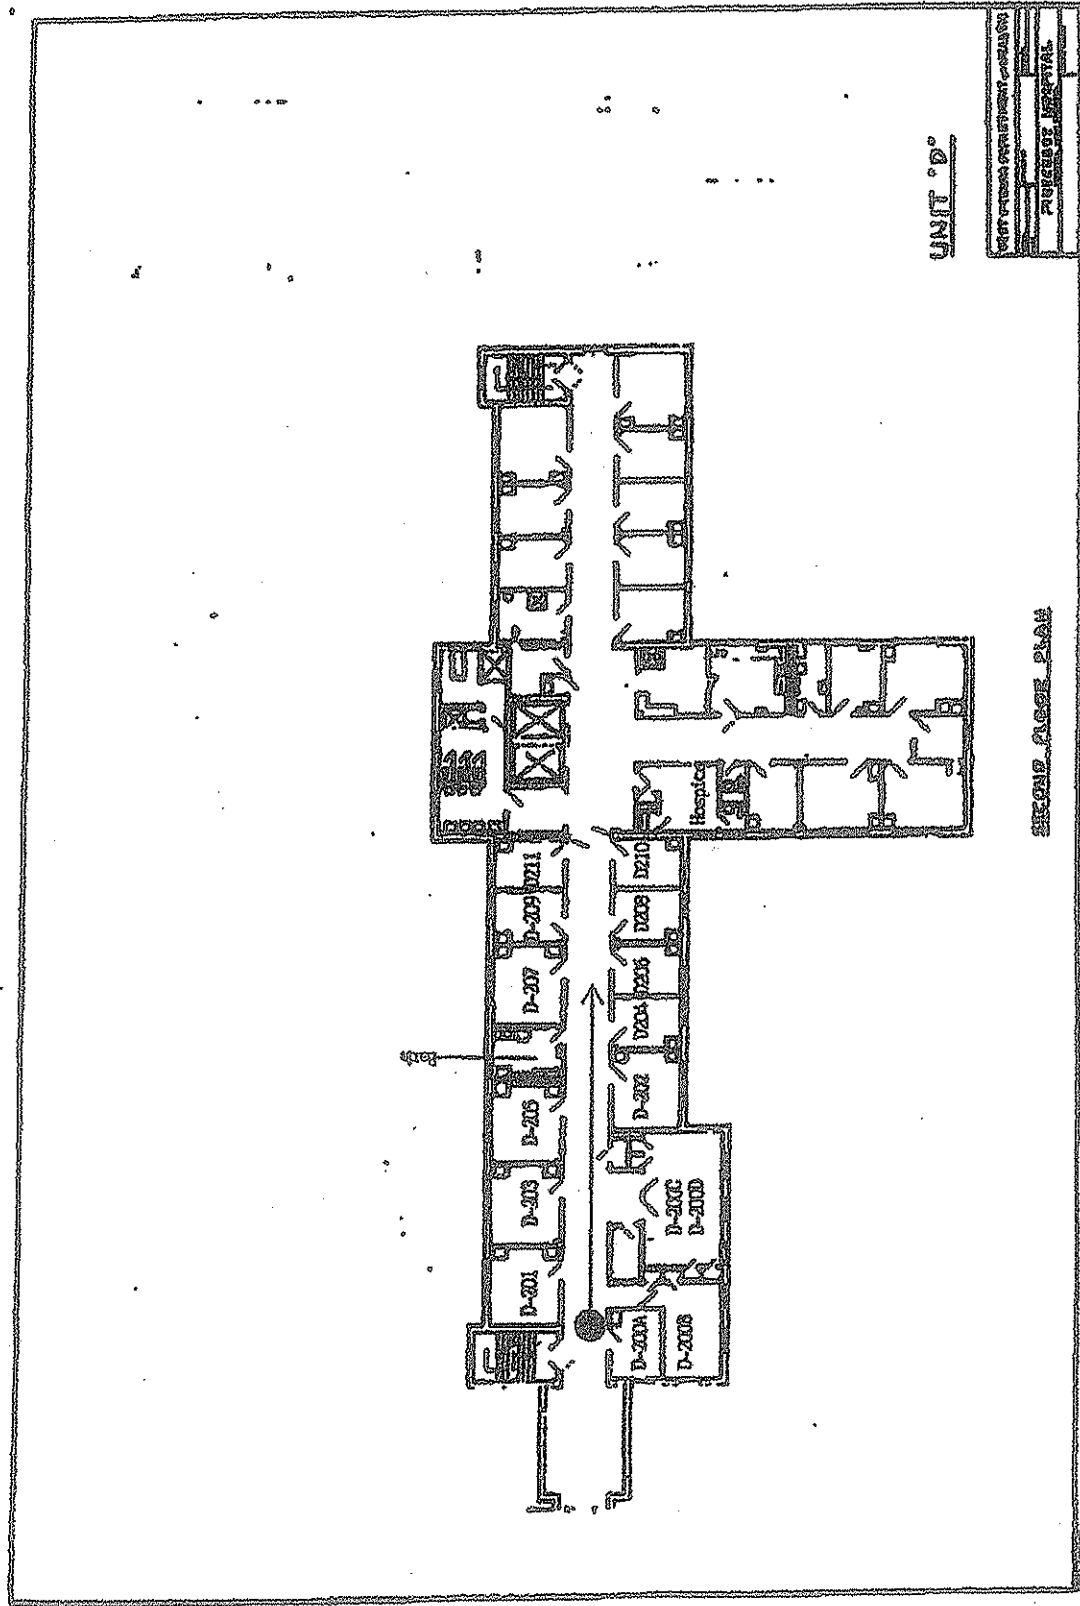 UNIT "D"
HOSPITAL
SECOND FLOOR PLAN
D-201
D-203
D-205
D-207
D-209
D211
D-200A
D-200B
D-200C
D-200D
D-202
D204
D206
D208
D210
Hospice